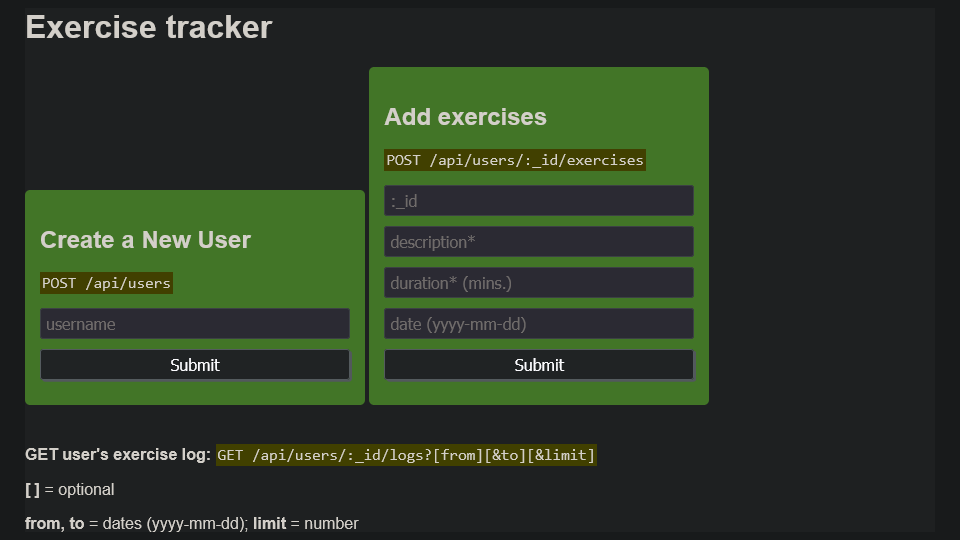 Exercise tracker
Create a New User
POST /api/users
username
Submit
Add exercises
POST /api/users/:_id/exercises
:_id
description*
duration* (mins.)
date (yyyy-mm-dd)
Submit
GET user's exercise log: GET /api/users/:_id/logs?[from][&to][&limit]
[ ] = optional
from, to = dates (yyyy-mm-dd); limit = number